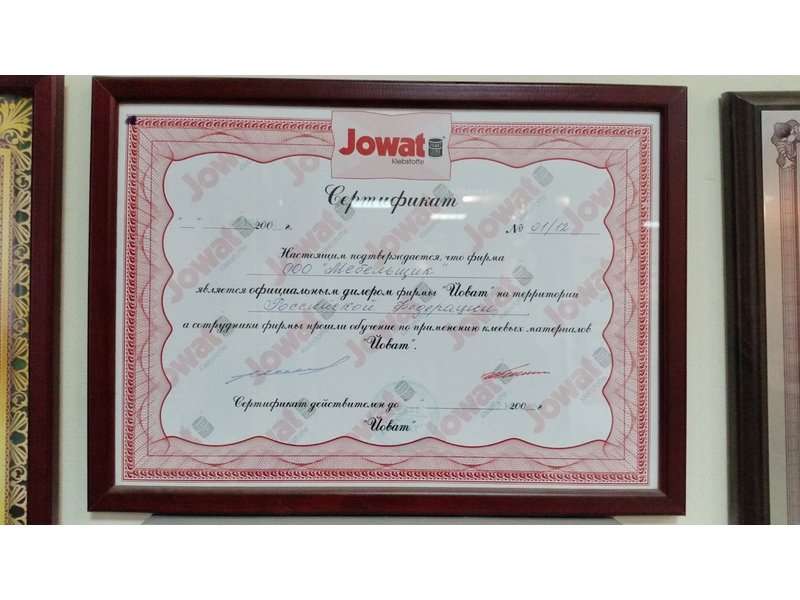 Jowat
Klebstoffe
Сертификат
" " 200 г. № 01/12
Настоящим подтверждается, что фирма
ООО "Мебельщик"
является официальным дилером фирмы "Йоват" на территории
Российской Федерации
а сотрудники фирмы прошли обучение по применению клеевых материалов
"Йоват".
Сертификат действителен до " " 200 г.
"Йоват"